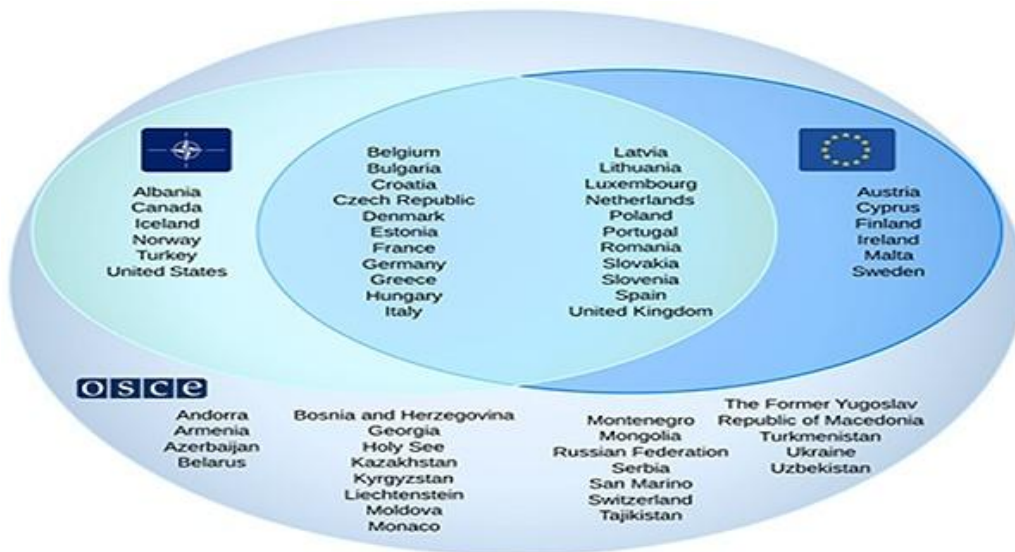 Albania
Canada
Iceland
Norway
Turkey
United States
Belgium
Bulgaria
Croatia
Czech Republic
Denmark
Estonia
France
Germany
Greece
Hungary
Italy
Latvia
Lithuania
Luxembourg
Netherlands
Poland
Portugal
Romania
Slovakia
Slovenia
Spain
United Kingdom
Austria
Cyprus
Finland
Ireland
Malta
Sweden
osce
Andorra
Armenia
Azerbaijan
Belarus
Bosnia and Herzegovina
Georgia
Holy See
Kazakhstan
Kyrgyzstan
Liechtenstein
Moldova
Monaco
Montenegro
Mongolia
Russian Federation
Serbia
San Marino
Switzerland
Tajikistan
The Former Yugoslav
Republic of Macedonia
Turkmenistan
Ukraine
Uzbekistan